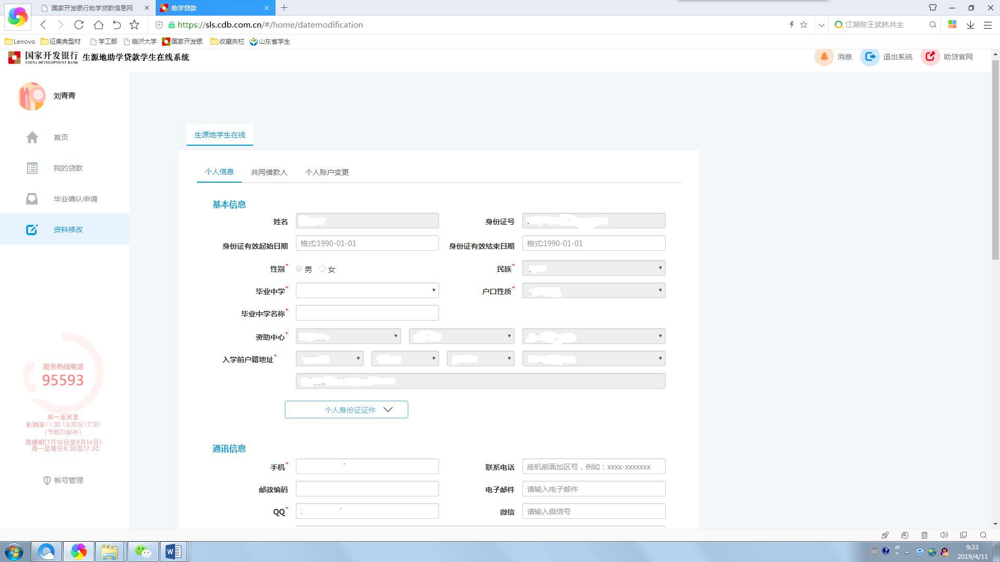 国家开发银行助学贷款信息网
助学贷款
https://sls.cdb.com.cn/#/home/datemodification
江湖称王武林共主
Lenovo 征集典型材 学工部 临沂大学 国家开发银 收藏夹栏 山东省学生
国家开发银行 生源地助学贷款学生在线系统
CHINA DEVELOPMENT BANK
消息 退出系统 助贷官网
刘青青
首页
我的贷款
毕业确认申请
资料修改
服务热线电话
95593
周一至周五
8:30至11:30 13:30至17:30
（节假日除外）
高峰期(7月16日至9月14日)
周一至周日8.30至17.30
帐号管理
生源地学生在线
个人信息 共同借款人 个人账户变更
基本信息
姓名 身份证号
身份证有效起始日期 格式:1990-01-01 身份证有效结束日期 格式:1990-01-01
性别* 男 女 民族*
毕业中学* 户口性质*
毕业中学名称*
资助中心*
入学前户籍地址*
个人身份证证件
通讯信息
手机* 联系电话 座机前面加区号，例如：xxxx-xxxxxxx
邮政编码 电子邮件 请输入电子邮件
QQ* 微信 请输入微信号
9:33
2019/4/11